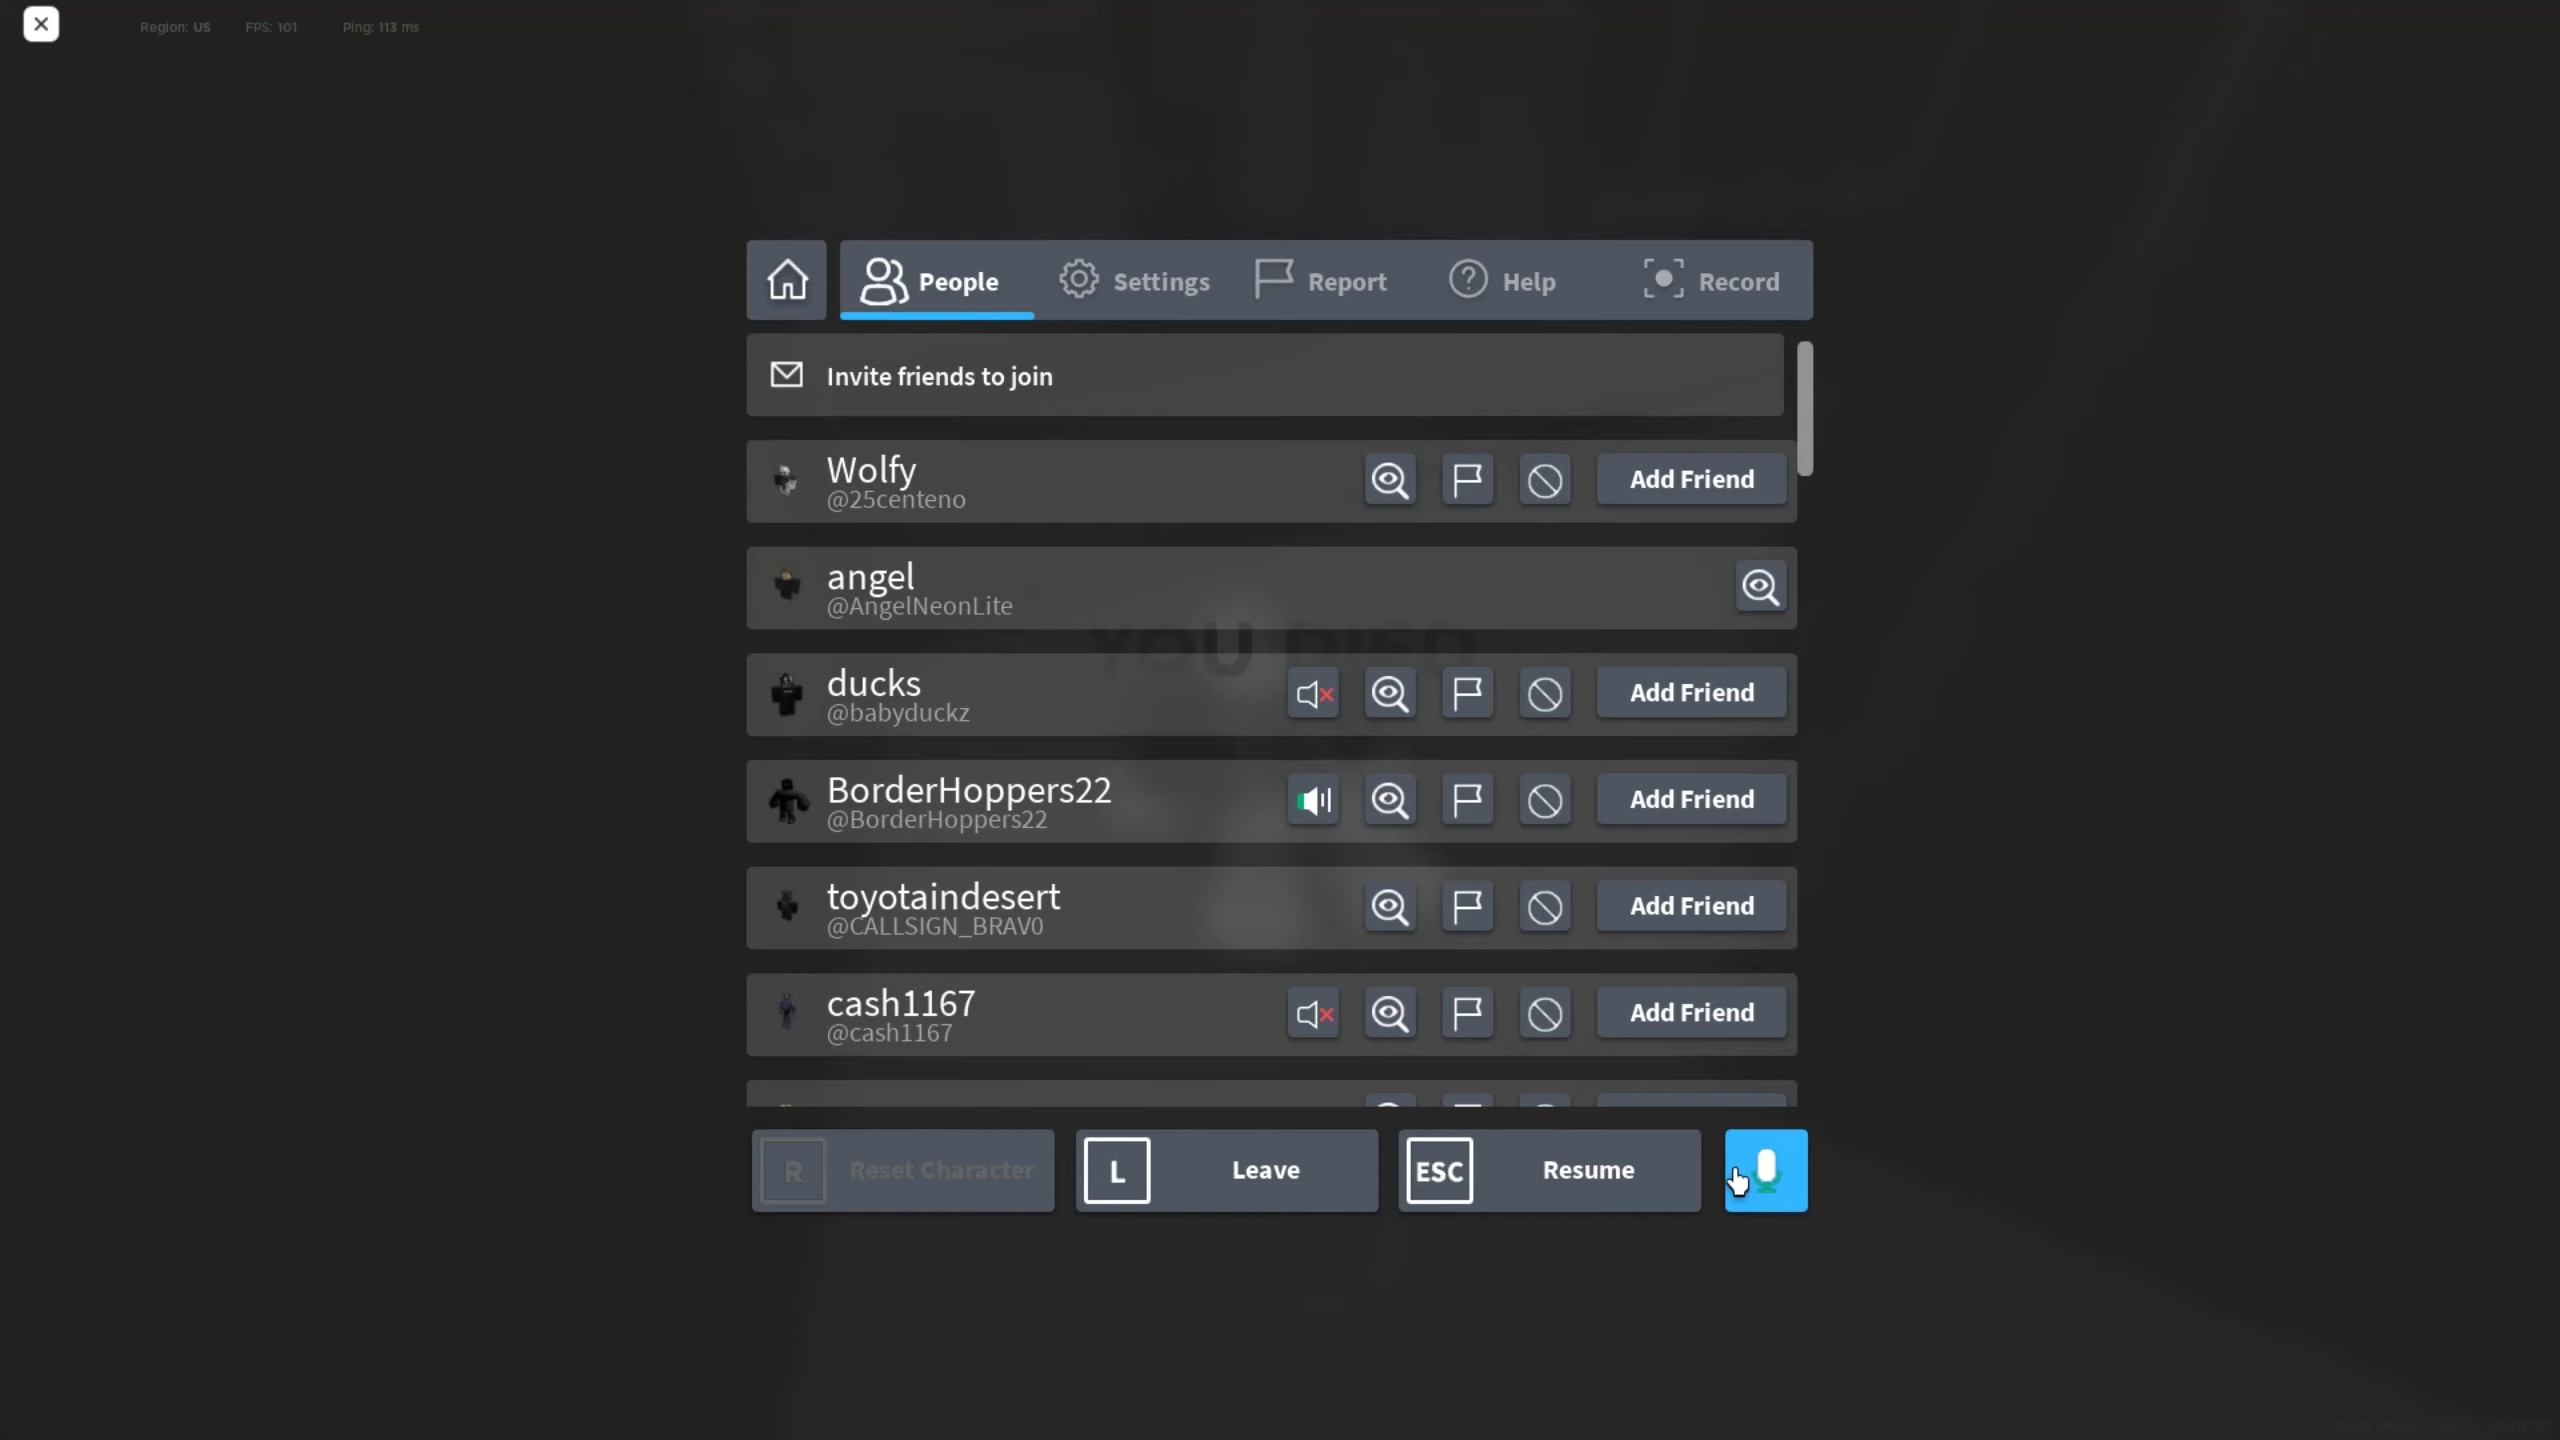 Region: US FPS: 101 Ping: 113 ms
People Settings Report Help Record
Invite friends to join
Wolfy
@25centeno
Add Friend
angel
@AngelNeonLite
YOU DIED
ducks
@babyduckz
Add Friend
BorderHoppers22
@BorderHoppers22
Add Friend
toyotaindesert
@CALLSIGN_BRAV0
Add Friend
cash1167
@cash1167
Add Friend
R Reset Character
L Leave
ESC Resume